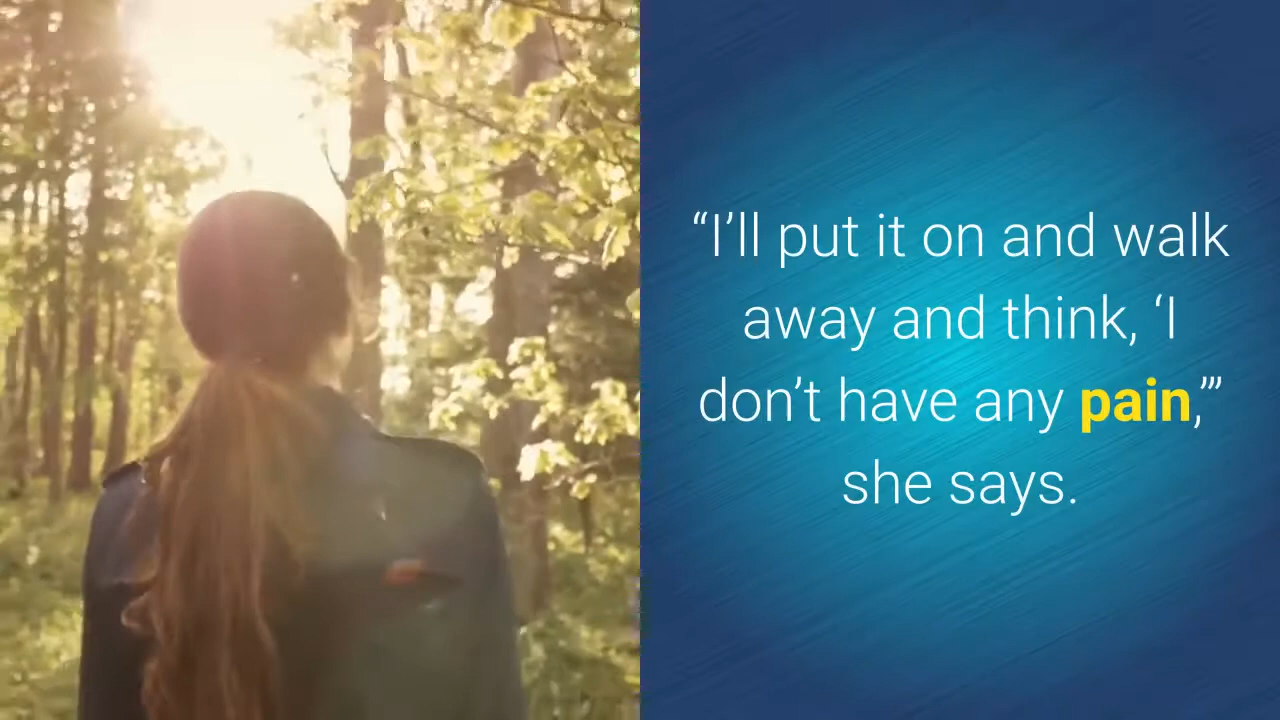 “I’ll put it on and walk
away and think, ‘I
don’t have any pain,’”
she says.